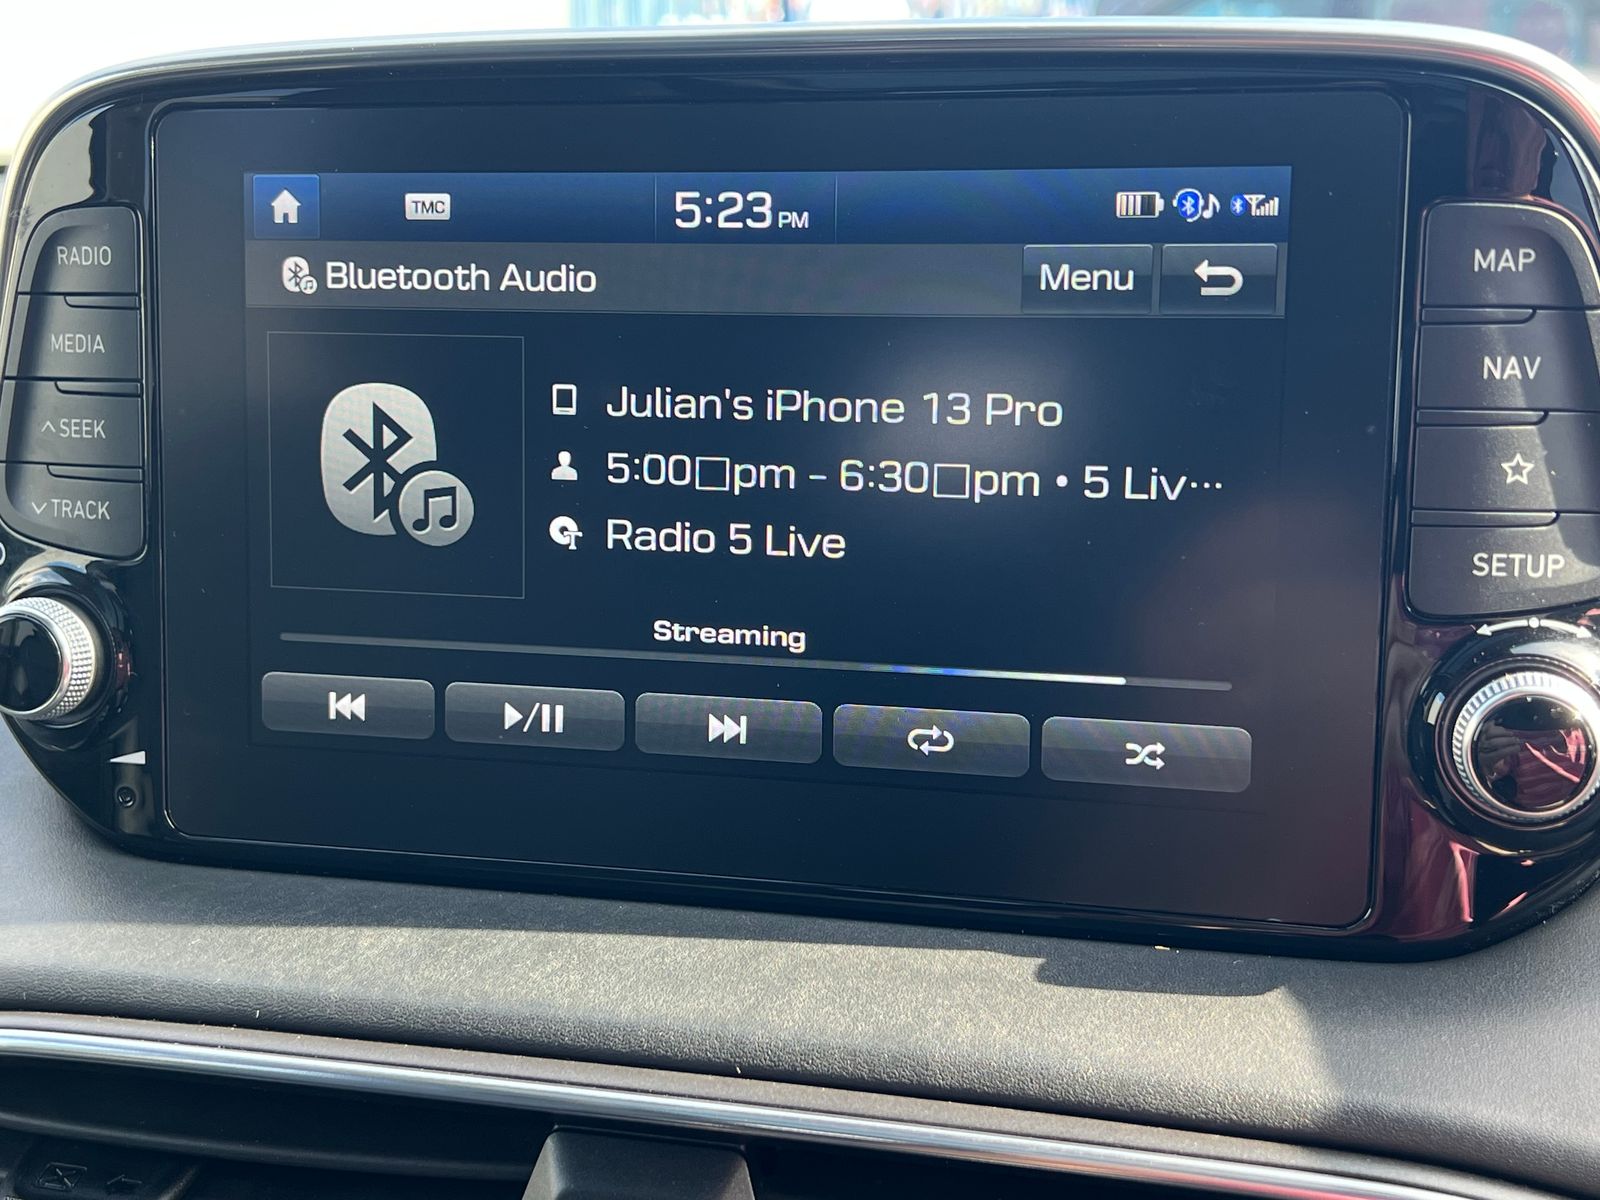 TMC
5:23 PM
Bluetooth Audio
Menu
RADIO
MEDIA
SEEK
TRACK
Julian's iPhone 13 Pro
5:00□pm - 6:30□pm • 5 Liv…
Radio 5 Live
Streaming
MAP
NAV
SETUP